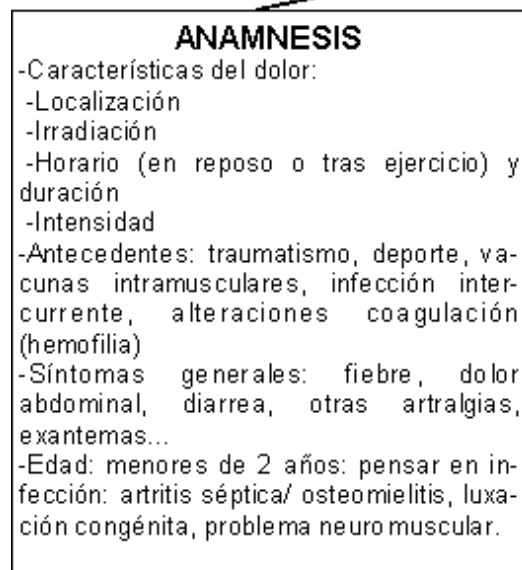 ANAMNESIS
-Características del dolor:
-Localización
-Irradiación
-Horario (en reposo o tras ejercicio) y
duración
-Intensidad
-Antecedentes: traumatismo, deporte, va-
cunas intramusculares, infección inter-
currente, alteraciones coagulación
(hemofilia)
-Síntomas generales: fiebre, dolor
abdominal, diarrea, otras artralgias,
exantemas...
-Edad: menores de 2 años: pensar en in-
fección: artritis séptica/ osteomielitis, luxa-
ción congénita, problema neuromuscular.